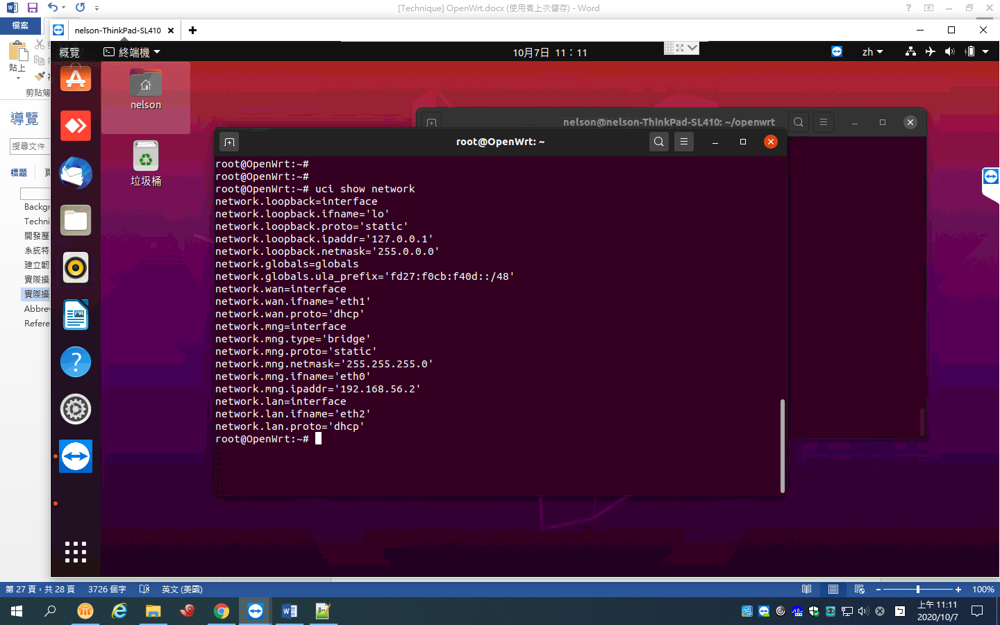 [Technique] OpenWrt.docx (使用者上次儲存) - Word
檔案
nelson-ThinkPad-SL410
貼上
剪貼簿
導覽
搜尋文件
標題
Backgr
Techni
開發歷
系統特
建立韌
實際操
實際操
Abbrev
Refere
概覽
終端機
10月7日 11：11
zh
nelson
垃圾桶
nelson@nelson-ThinkPad-SL410: ~/openwrt
root@OpenWrt: ~
root@OpenWrt:~#
root@OpenWrt:~#
root@OpenWrt:~# uci show network
network.loopback=interface
network.loopback.ifname='lo'
network.loopback.proto='static'
network.loopback.ipaddr='127.0.0.1'
network.loopback.netmask='255.0.0.0'
network.globals=globals
network.globals.ula_prefix='fd27:f0cb:f40d::/48'
network.wan=interface
network.wan.ifname='eth1'
network.wan.proto='dhcp'
network.mng=interface
network.mng.type='bridge'
network.mng.proto='static'
network.mng.netmask='255.255.255.0'
network.mng.ifname='eth0'
network.mng.ipaddr='192.168.56.2'
network.lan=interface
network.lan.ifname='eth2'
network.lan.proto='dhcp'
root@OpenWrt:~#
第 27 頁，共 28 頁 3726 個字 英文 (美國)
100%
上午 11:11
2020/10/7